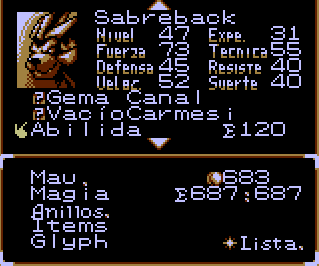 Sabreback
Nivel 47 Expe. 31
Fuerza 73 Tecnica 55
Defensa 45 Resiste 40
Veloc 52 Suerte 40
Gema Canal
VacíoCarmesi
Abilida Σ120
Mau. 683
Magia Σ687;687
Anillos.
Items
Glyph Lista.